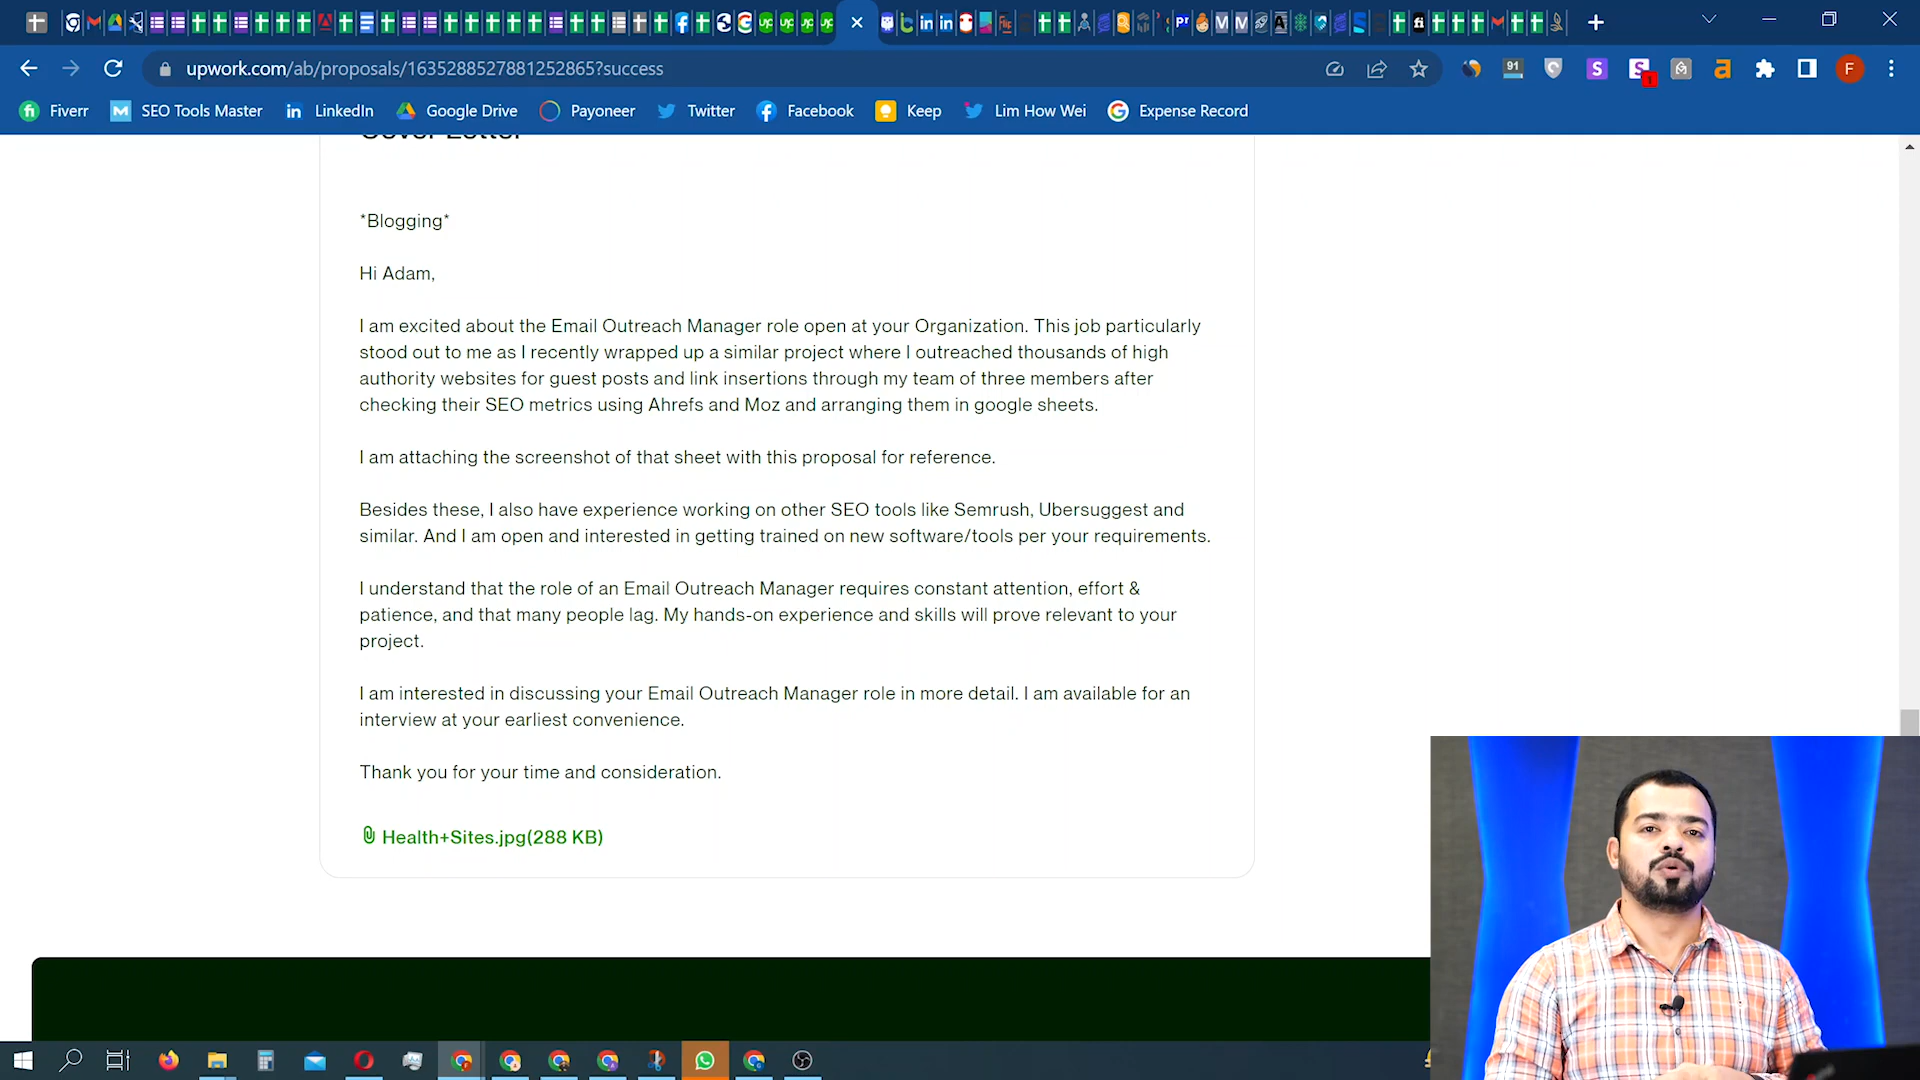 upwork.com/ab/proposals/1635288527881252865?success
91
1
F
Fiverr
SEO Tools Master
LinkedIn
Google Drive
Payoneer
Twitter
Facebook
Keep
Lim How Wei
Expense Record
Cover Letter
*Blogging*
Hi Adam,
I am excited about the Email Outreach Manager role open at your Organization. This job particularly
stood out to me as I recently wrapped up a similar project where I outreached thousands of high
authority websites for guest posts and link insertions through my team of three members after
checking their SEO metrics using Ahrefs and Moz and arranging them in google sheets.
I am attaching the screenshot of that sheet with this proposal for reference.
Besides these, I also have experience working on other SEO tools like Semrush, Ubersuggest and
similar. And I am open and interested in getting trained on new software/tools per your requirements.
I understand that the role of an Email Outreach Manager requires constant attention, effort &
patience, and that many people lag. My hands-on experience and skills will prove relevant to your
project.
I am interested in discussing your Email Outreach Manager role in more detail. I am available for an
interview at your earliest convenience.
Thank you for your time and consideration.
Health+Sites.jpg(288 KB)